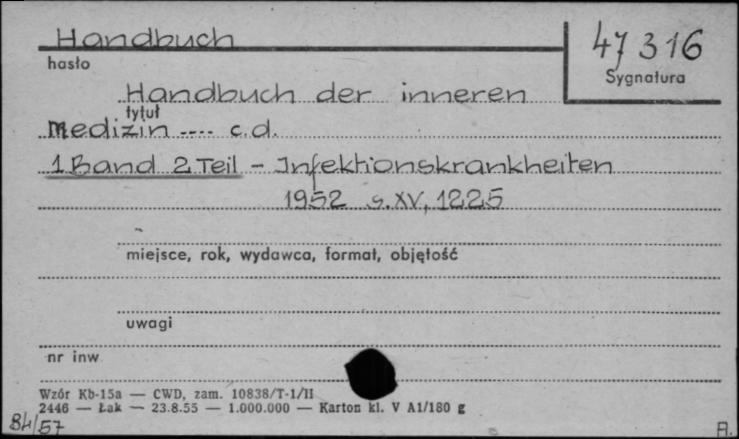 Handbuch
hasło
47316
Sygnatura
Handbuch der inneren
tytuł
Medizin .... c.d.
1 Band 2 Teil - Infektionskrankheiten
1952 s. XV, 1225
miejsce, rok, wydawca, format, objętość
uwagi
nr inw
Wzór Kb-15a — CWD, zam. 10838/T-1/II
2446 — Łak — 23.8.55 — 1.000.000 — Karton kl. V A1/180 g
57
A.